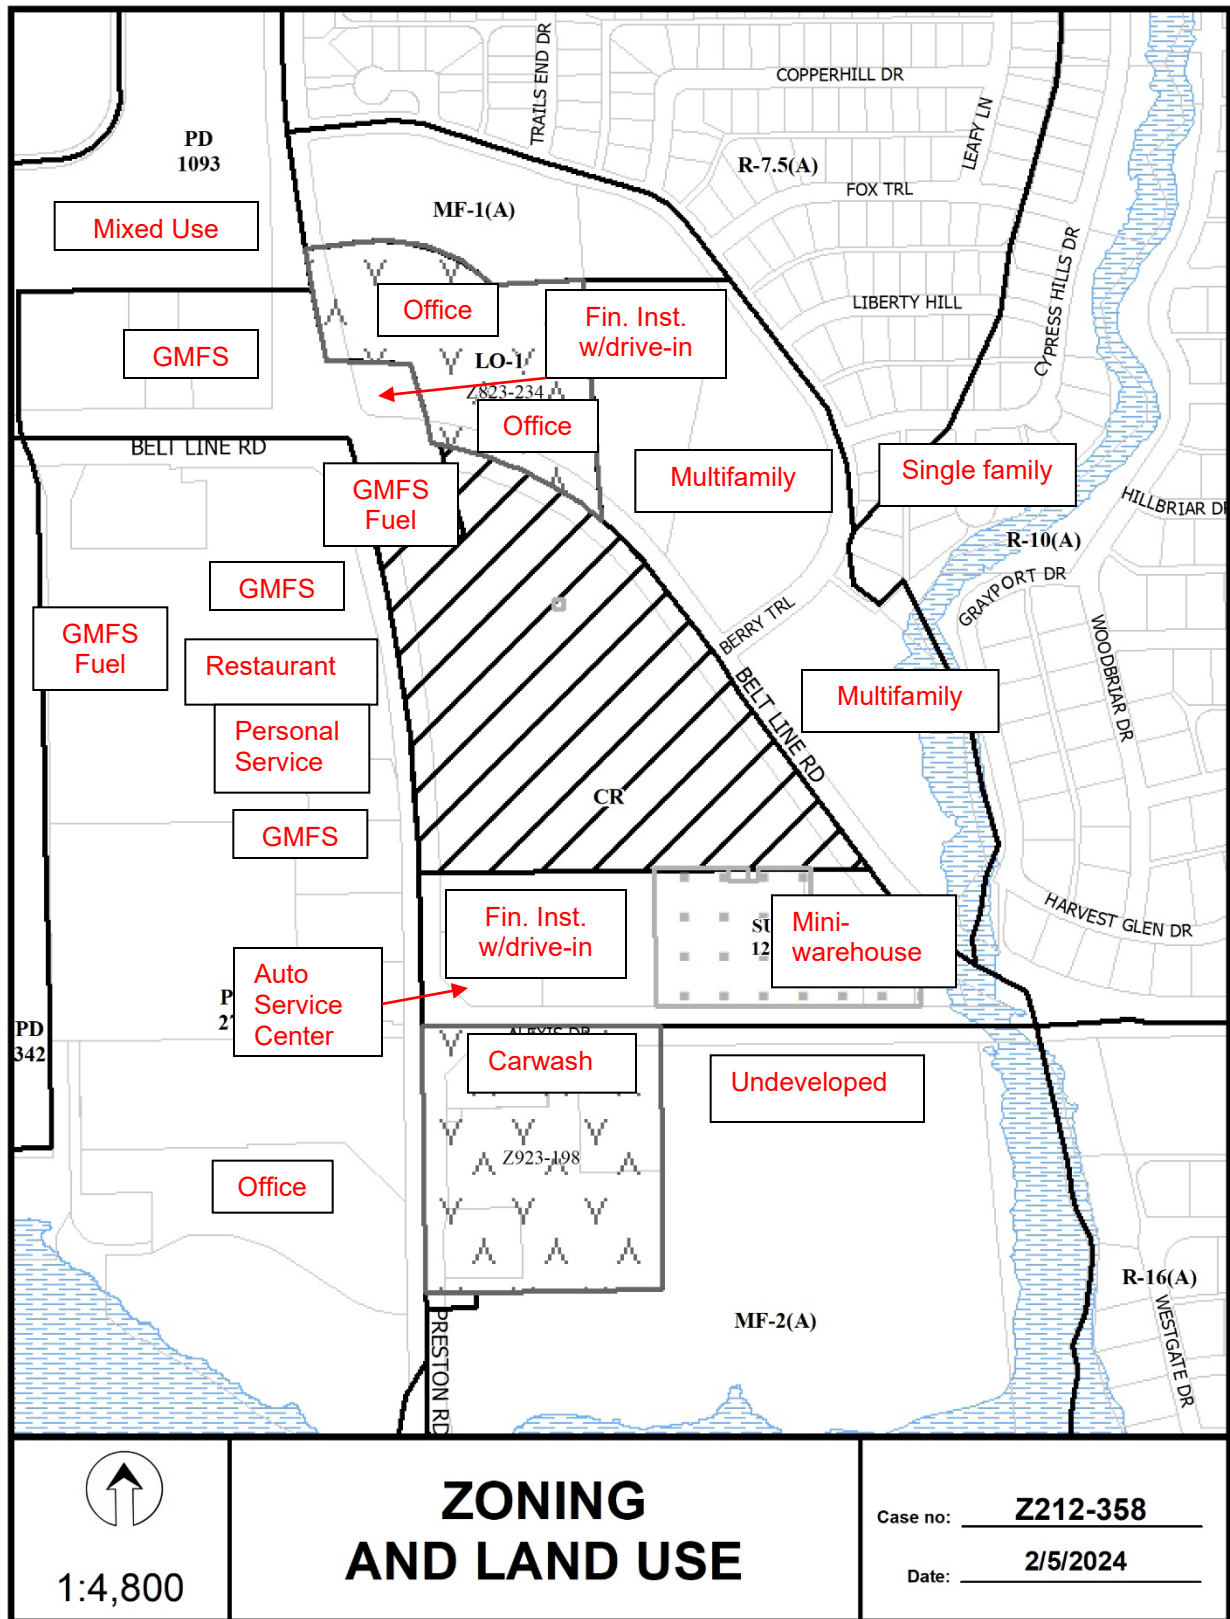 TRAILS END DR
COPPERHILL DR
LEAFY LN
PD
1093
R-7.5(A)
FOX TRL
MF-1(A)
Mixed Use
CYPRESS HILLS DR
Office
Fin. Inst.
w/drive-in
LIBERTY HILL
GMFS
LO-1
Z823-234
Office
BELT LINE RD
GMFS
Fuel
Multifamily
Single family
HILLBRIAR DR
R-10(A)
GMFS
GRAYPORT DR
GMFS
Fuel
BERRY TRL
WOODBRIAR DR
Restaurant
Multifamily
BELT LINE RD
Personal
Service
CR
GMFS
Fin. Inst.
w/drive-in
Mini-
warehouse
HARVEST GLEN DR
Auto
Service
Center
PD
342
ALEXIS DR
Carwash
Undeveloped
Z923-198
Office
R-16(A)
MF-2(A)
PRESTON RD
WESTGATE DR
1:4,800
ZONING
AND LAND USE
Case no: Z212-358
Date: 2/5/2024